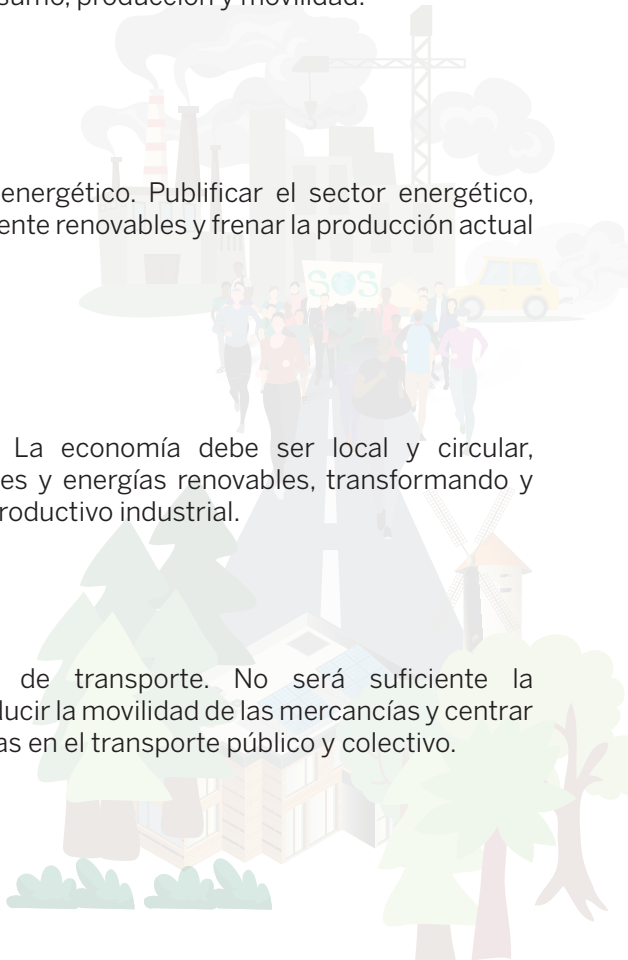 sumo, producción y movilidad.
energético. Publificar el sector energético,
ente renovables y frenar la producción actual
SOS
La economía debe ser local y circular,
es y energías renovables, transformando y
roductivo industrial.
de transporte. No será suficiente la
ducir la movilidad de las mercancías y centrar
as en el transporte público y colectivo.